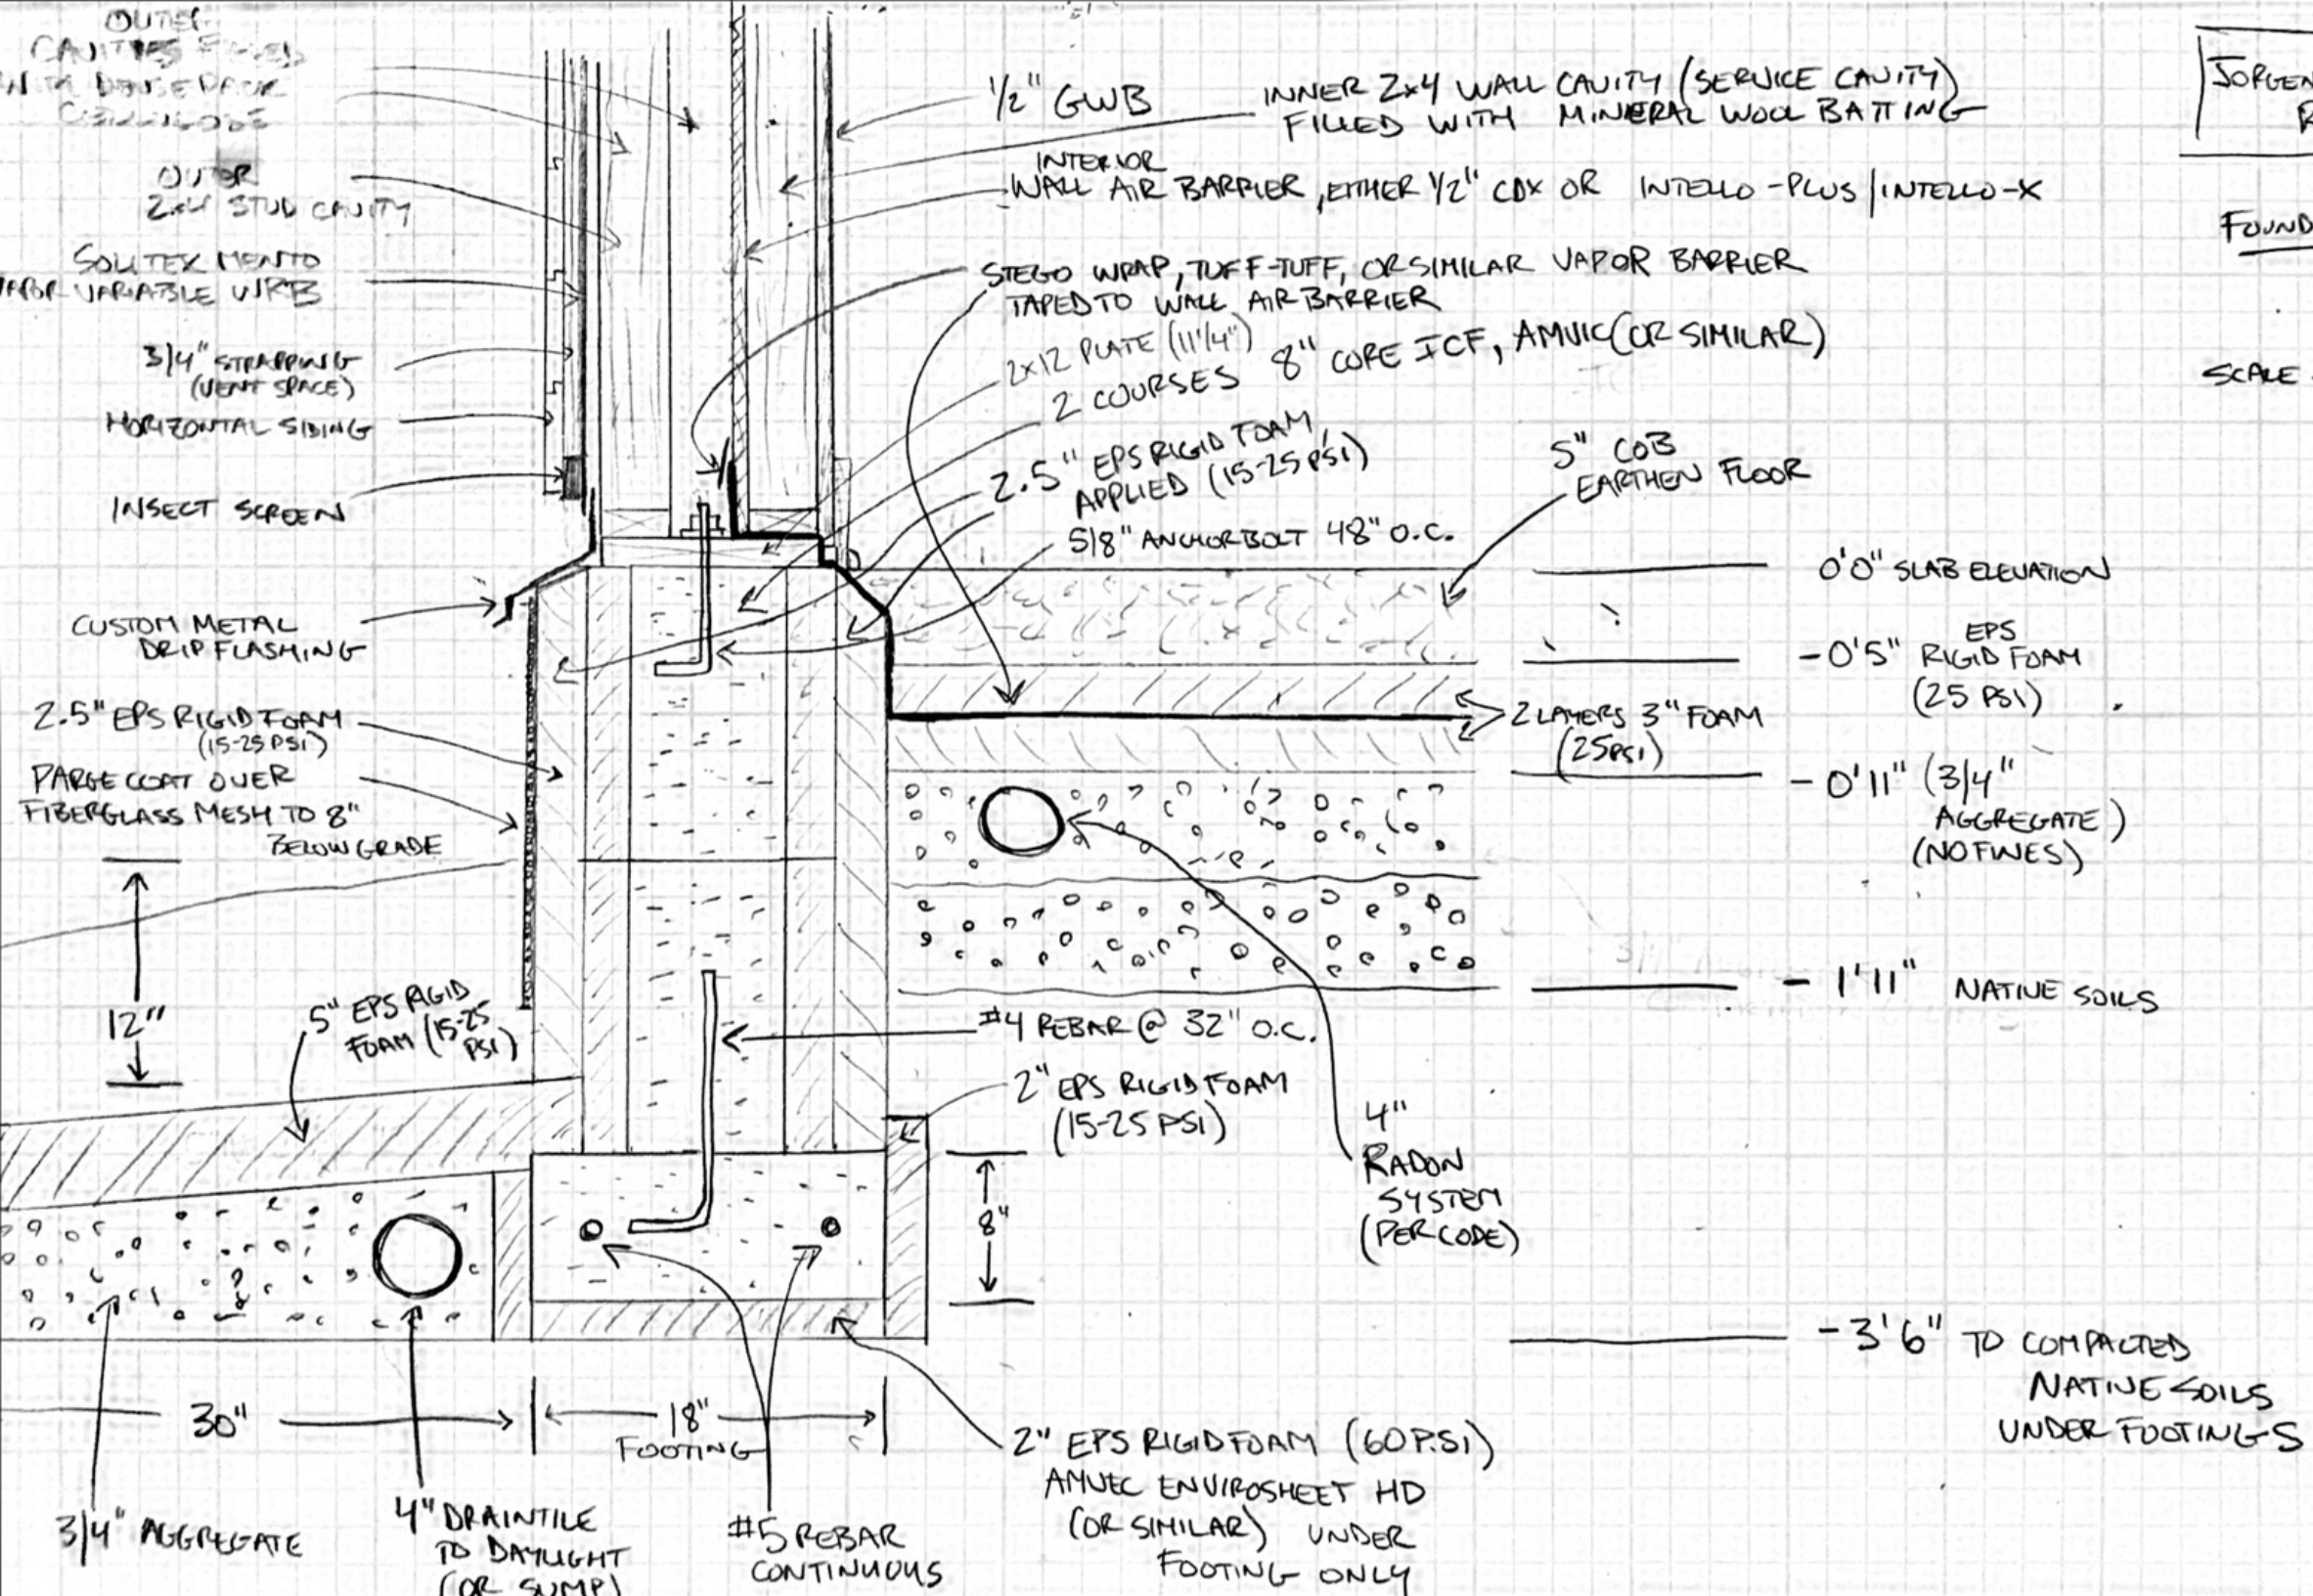 OUTER
CAVITIES FILLED
DENSE PACK
CELLULOSE
OUTER
2x4 STUD CAVITY
SOLITEX MENTO
VARIABLE WRB
3/4" STRAPPING
(VENT SPACE)
HORIZONTAL SIDING
INSECT SCREEN
CUSTOM METAL
DRIP FLASHING
2.5" EPS RIGID FOAM
(15-25 PSI)
PARGE COAT OVER
FIBERGLASS MESH TO 8"
BELOW GRADE
12"
5" EPS RIGID
FOAM (15-25
PSI)
30"
3/4" AGGREGATE
4" DRAINTILE
TO DAYLIGHT
(OR SUMP)
18"
FOOTING
#5 REBAR
CONTINUOUS
1/2" GWB
INNER 2x4 WALL CAVITY (SERVICE CAVITY)
FILLED WITH MINERAL WOOL BATTING
INTERIOR
WALL AIR BARRIER, EITHER 1/2" CDX OR INTELLO-PLUS/INTELLO-X
STEGO WRAP, TUFF-TUFF, OR SIMILAR VAPOR BARRIER
TAPED TO WALL AIR BARRIER
2x12 PLATE (11 1/4")
2 COURSES 8" CORE ICF, AMVIC (OR SIMILAR)
2.5" EPS RIGID FOAM,
APPLIED (15-25 PSI)
5/8" ANCHOR BOLT 48" O.C.
5" COB
EARTHEN FLOOR
0'0" SLAB ELEVATION
-0'5" EPS
RIGID FOAM
(25 PSI)
2 LAYERS 3" FOAM
(25 PSI)
-0'11" (3/4"
AGGREGATE)
(NO FINES)
-1'11" NATIVE SOILS
#4 REBAR @ 32" O.C.
2" EPS RIGID FOAM
(15-25 PSI)
8"
4"
RADON
SYSTEM
(PER CODE)
-3'6" TO COMPACTED
NATIVE SOILS
UNDER FOOTINGS
2" EPS RIGID FOAM (60 P.SI)
AMVEC ENVIROSHEET HD
(OR SIMILAR) UNDER
FOOTING ONLY
JORGEN
FOUND
SCALE